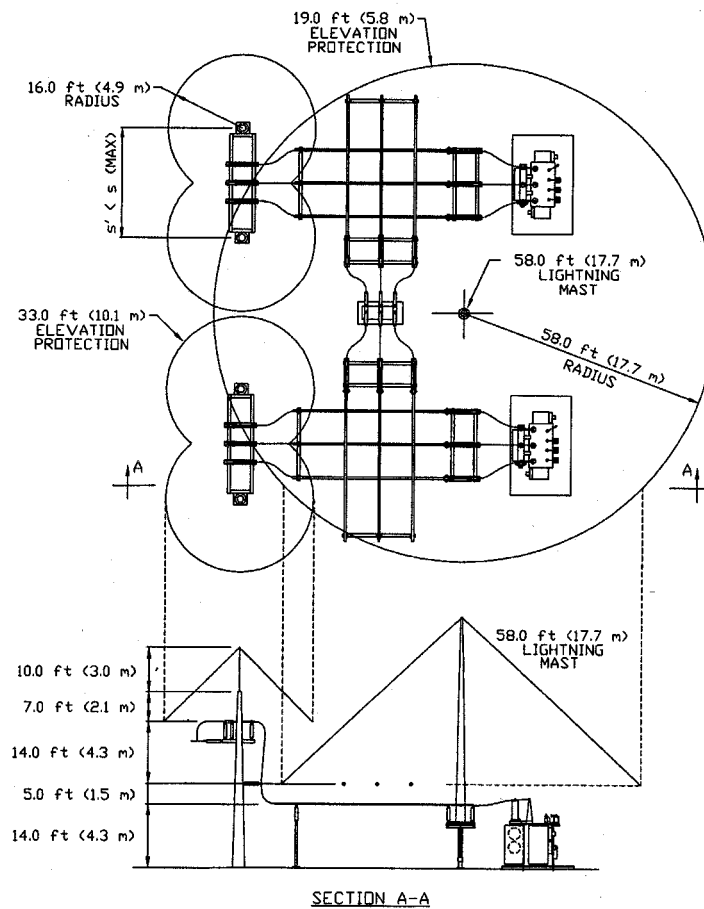 19.0 ft (5.8 m)
ELEVATION
PROTECTION
16.0 ft (4.9 m)
RADIUS
s' < s (MAX)
58.0 ft (17.7 m)
LIGHTNING
MAST
33.0 ft (10.1 m)
ELEVATION
PROTECTION
58.0 ft (17.7 m)
RADIUS
A
A
58.0 ft (17.7 m)
LIGHTNING
MAST
10.0 ft (3.0 m)
7.0 ft (2.1 m)
14.0 ft (4.3 m)
5.0 ft (1.5 m)
14.0 ft (4.3 m)
SECTION A-A